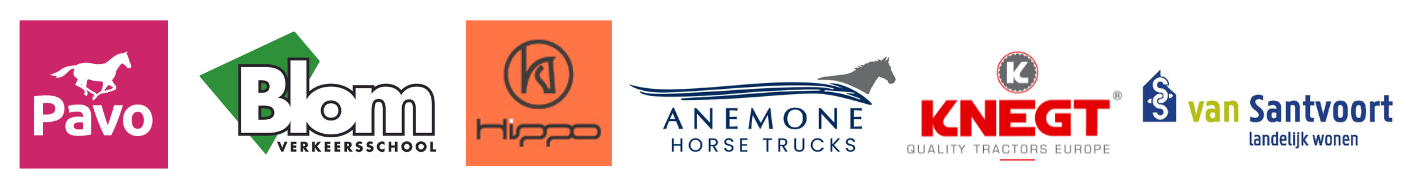 Pavo
Blom
VERKEERSSCHOOL
Hippo
ANEMONE
HORSE TRUCKS
K
KNEGT®
QUALITY TRACTORS EUROPE
van Santvoort
landelijk wonen